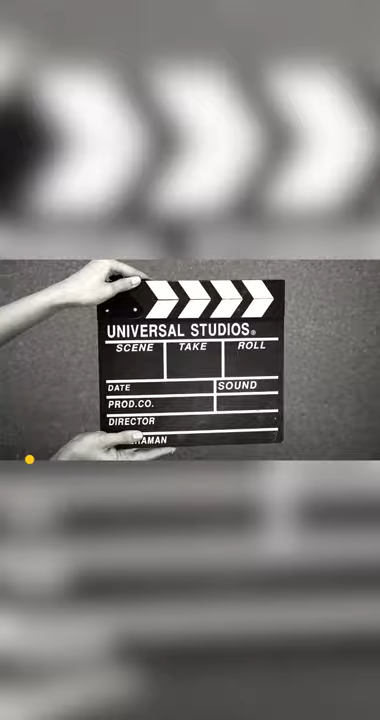 UNIVERSAL STUDIOS®
SCENE TAKE ROLL
DATE SOUND
PROD.CO.
DIRECTOR